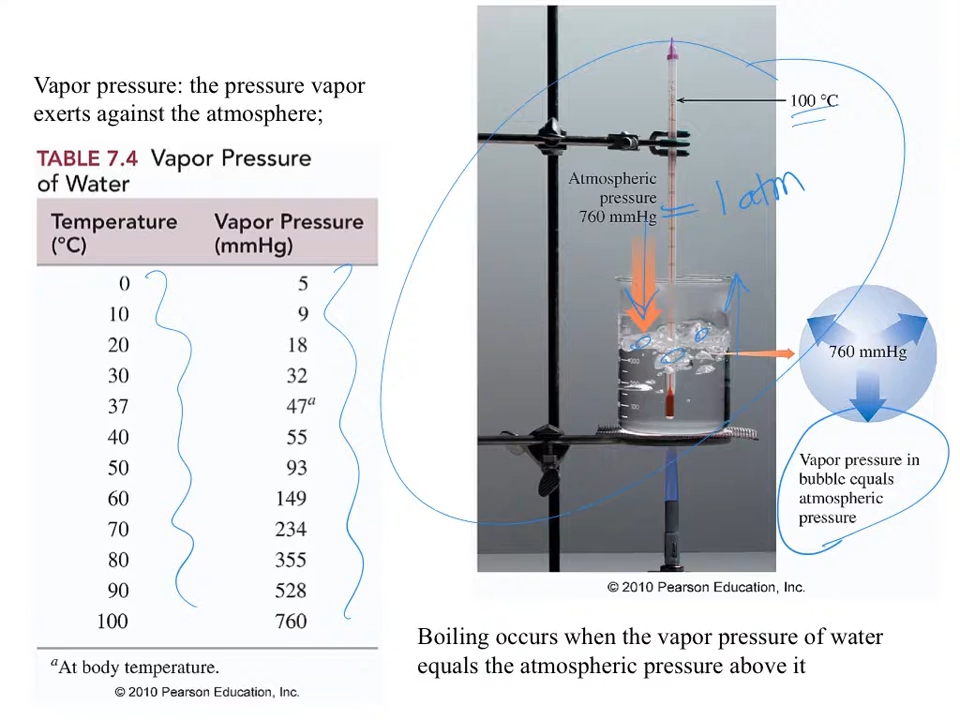 Vapor pressure: the pressure vapor
exerts against the atmosphere;
TABLE 7.4 Vapor Pressure
of Water
Temperature Vapor Pressure
(°C) (mmHg)
0 5
10 9
20 18
30 32
37 47ᵃ
40 55
50 93
60 149
70 234
80 355
90 528
100 760
ᵃAt body temperature.
© 2010 Pearson Education, Inc.
100 °C
Atmospheric
pressure
760 mmHg = 1 atm
760 mmHg
Vapor pressure in
bubble equals
atmospheric
pressure
© 2010 Pearson Education, Inc.
Boiling occurs when the vapor pressure of water
equals the atmospheric pressure above it